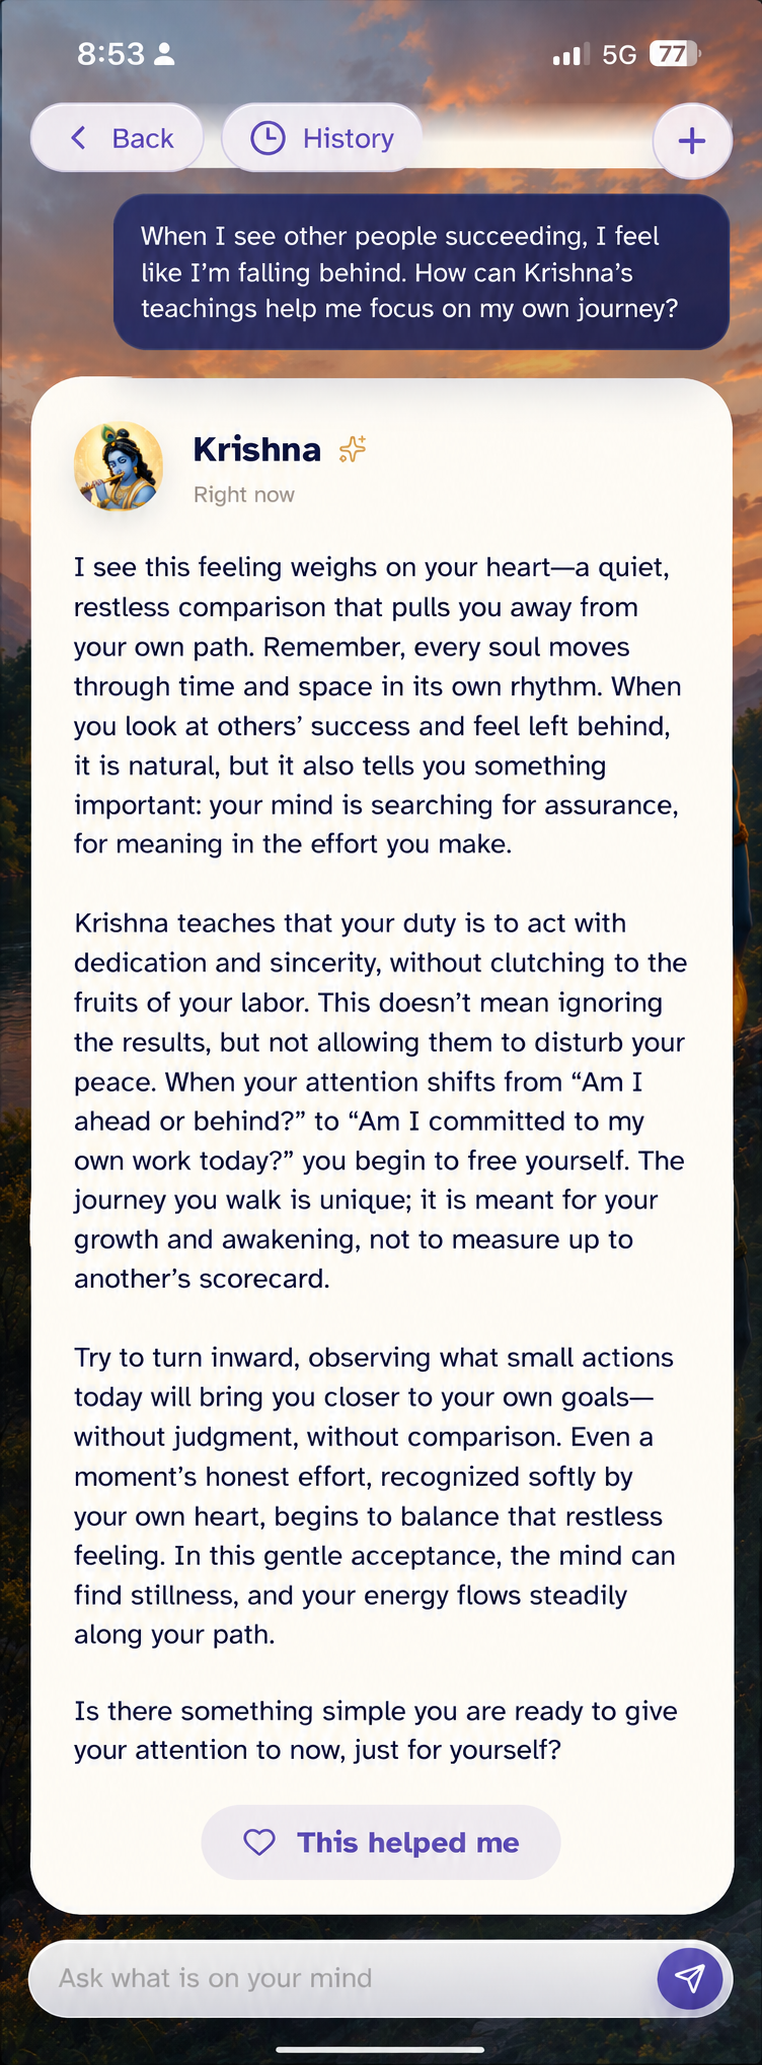 8:53
5G
77
Back
History
When I see other people succeeding, I feel
like I’m falling behind. How can Krishna’s
teachings help me focus on my own journey?
Krishna
Right now
I see this feeling weighs on your heart—a quiet,
restless comparison that pulls you away from
your own path. Remember, every soul moves
through time and space in its own rhythm. When
you look at others’ success and feel left behind,
it is natural, but it also tells you something
important: your mind is searching for assurance,
for meaning in the effort you make.
Krishna teaches that your duty is to act with
dedication and sincerity, without clutching to the
fruits of your labor. This doesn’t mean ignoring
the results, but not allowing them to disturb your
peace. When your attention shifts from “Am I
ahead or behind?” to “Am I committed to my
own work today?” you begin to free yourself. The
journey you walk is unique; it is meant for your
growth and awakening, not to measure up to
another’s scorecard.
Try to turn inward, observing what small actions
today will bring you closer to your own goals—
without judgment, without comparison. Even a
moment’s honest effort, recognized softly by
your own heart, begins to balance that restless
feeling. In this gentle acceptance, the mind can
find stillness, and your energy flows steadily
along your path.
Is there something simple you are ready to give
your attention to now, just for yourself?
This helped me
Ask what is on your mind